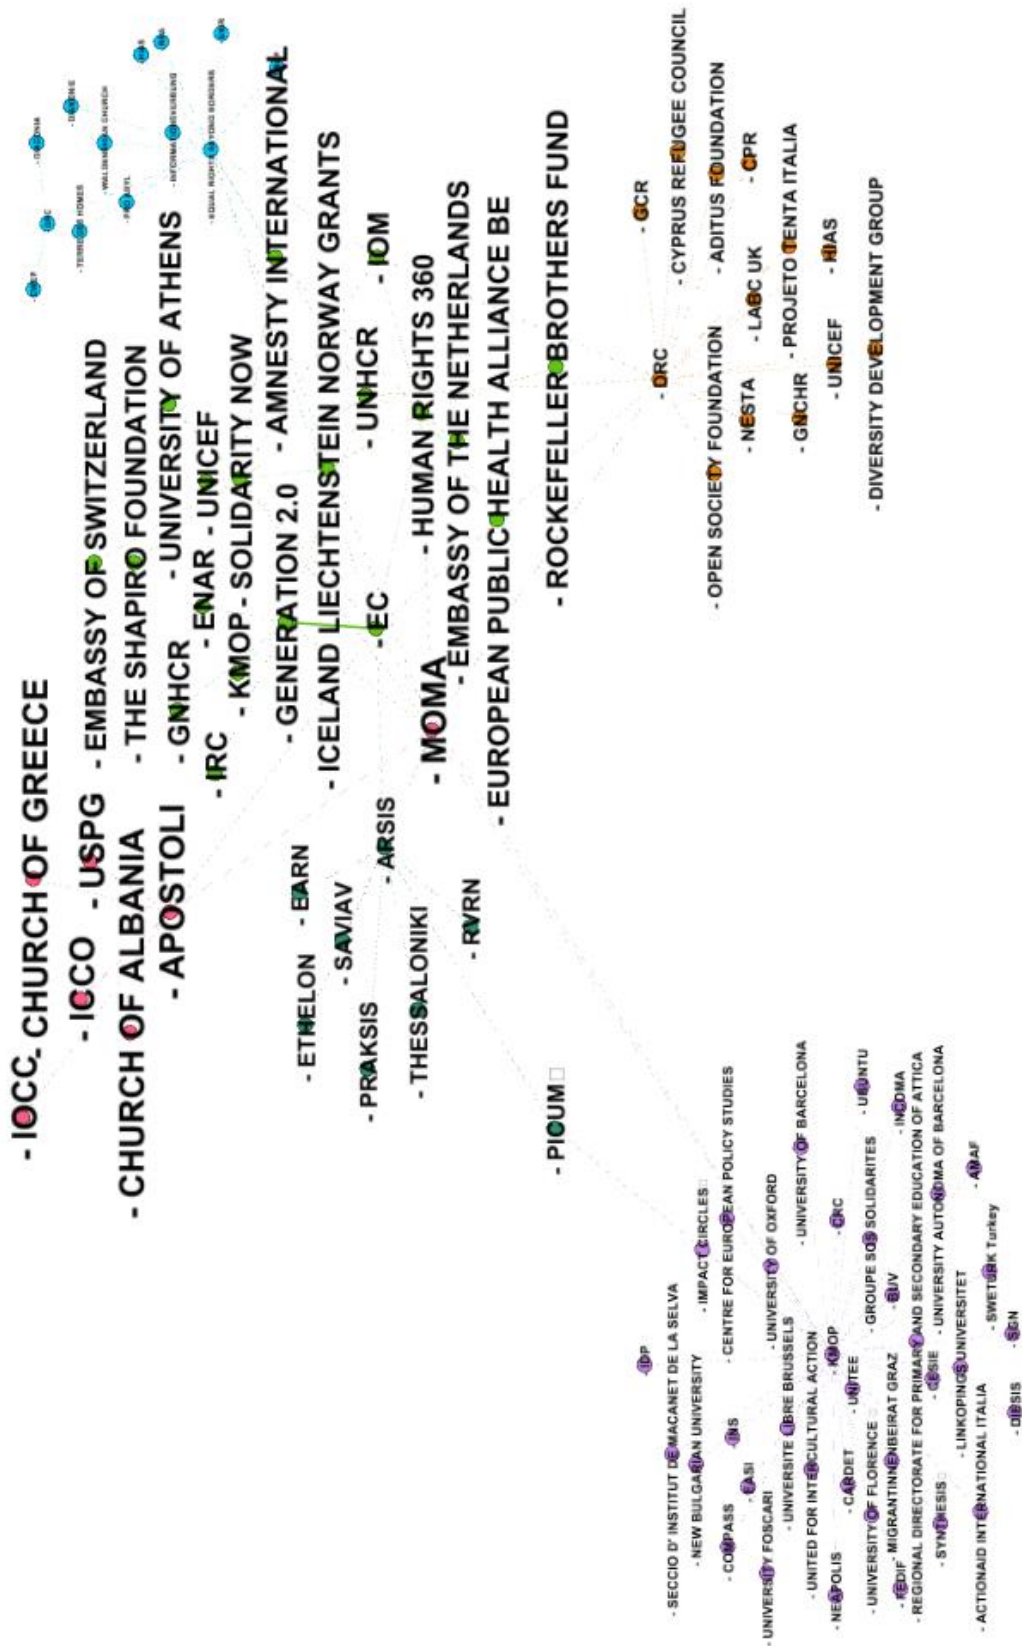 - IOCC
- CHURCH OF GREECE
- ICCO
- USPG
- CHURCH OF ALBANIA
- APOSTOLI
- EMBASSY OF SWITZERLAND
- THE SHAPIRO FOUNDATION
- GNHCR
- UNIVERSITY OF ATHENS
- IRC
- ENAR
- UNICEF
- KMOP
- SOLIDARITY NOW
- GENERATION 2.0
- AMNESTY INTERNATIONAL
- ICELAND LIECHTENSTEIN NORWAY GRANTS
- EC
- UNHCR
- IOM
- MOMA
- HUMAN RIGHTS 360
- EMBASSY OF THE NETHERLANDS
- EUROPEAN PUBLIC HEALTH ALLIANCE BE
- ROCKEFELLER BROTHERS FUND
- TERRE DES HOMES
- WALDENSIAN CHURCH
- PRO ASYL
- INFORMATIONSVERBUND
- EQUAL RIGHTS BEYOND BORDERS
- ETHELON
- EARN
- SAVIAV
- PRAKSIS
- ARSIS
- THESSALONIKI
- RVRN
- PICUM
- DRC
- GCR
- CYPRUS REFUGEE COUNCIL
- OPEN SOCIETY FOUNDATION
- ADITUS FOUNDATION
- NESTA
- LABC UK
- CPR
- GNCHR
- PROJETO TENTA ITALIA
- UNICEF
- HIAS
- DIVERSITY DEVELOPMENT GROUP
- IDP
- SECCIO D' INSTITUT DE MACANET DE LA SELVA
- NEW BULGARIAN UNIVERSITY
- IMPACT CIRCLES
- COMPASS
- INS
- CENTRE FOR EUROPEAN POLICY STUDIES
- EASI
- UNIVERSITY FOSCARI
- UNIVERSITY OF OXFORD
- UNIVERSITE LIBRE BRUSSELS
- UNIVERSITY OF BARCELONA
- UNITED FOR INTERCULTURAL ACTION
- NEAPOLIS
- KMOP
- CRC
- CARDET
- UNITEE
- UBUNTU
- UNIVERSITY OF FLORENCE
- GROUPE SOS SOLIDARITES
- MIGRANTINNENBEIRAT GRAZ
- BUV
- FEDIF
- INCOMA
- REGIONAL DIRECTORATE FOR PRIMARY AND SECONDARY EDUCATION OF ATTICA
- CESIE
- SYNTHESIS
- UNIVERSITY AUTONOMA OF BARCELONA
- LINKOPINGS UNIVERSITET
- ACTIONAID INTERNATIONAL ITALIA
- AMAF
- SWETURK Turkey
- DIESIS
- SGN